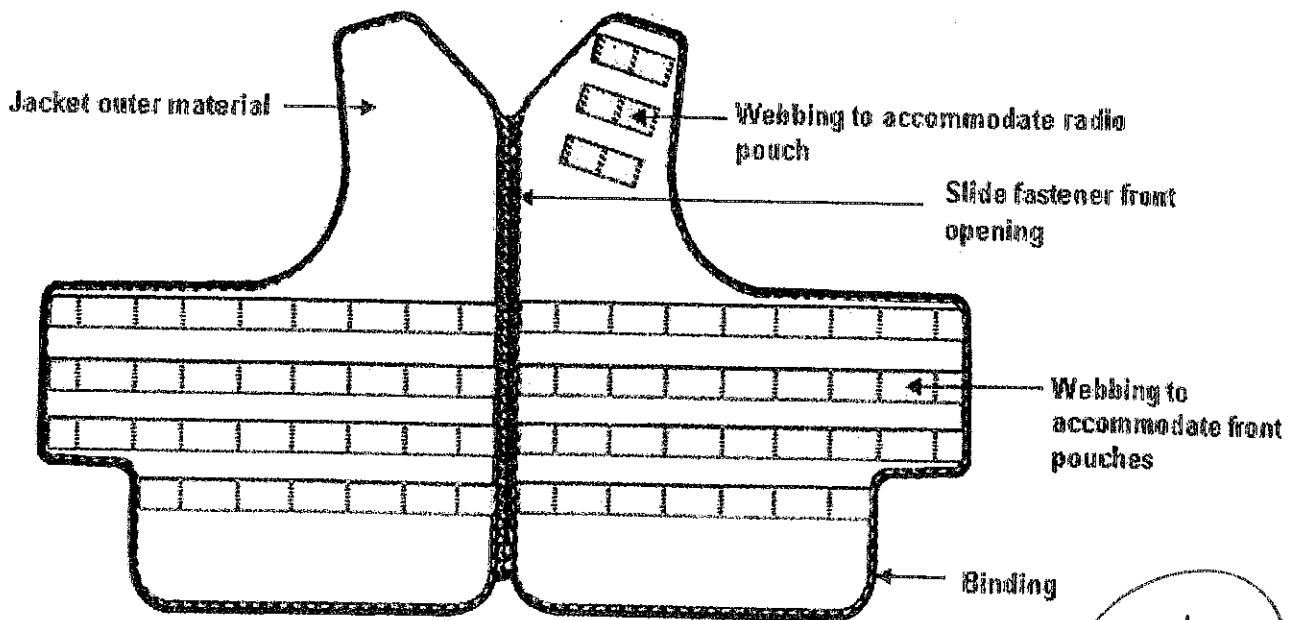 Jacket outer material
Webbing to accommodate radio
pouch
Slide fastener front
opening
Webbing to
accommodate front
pouches
Binding